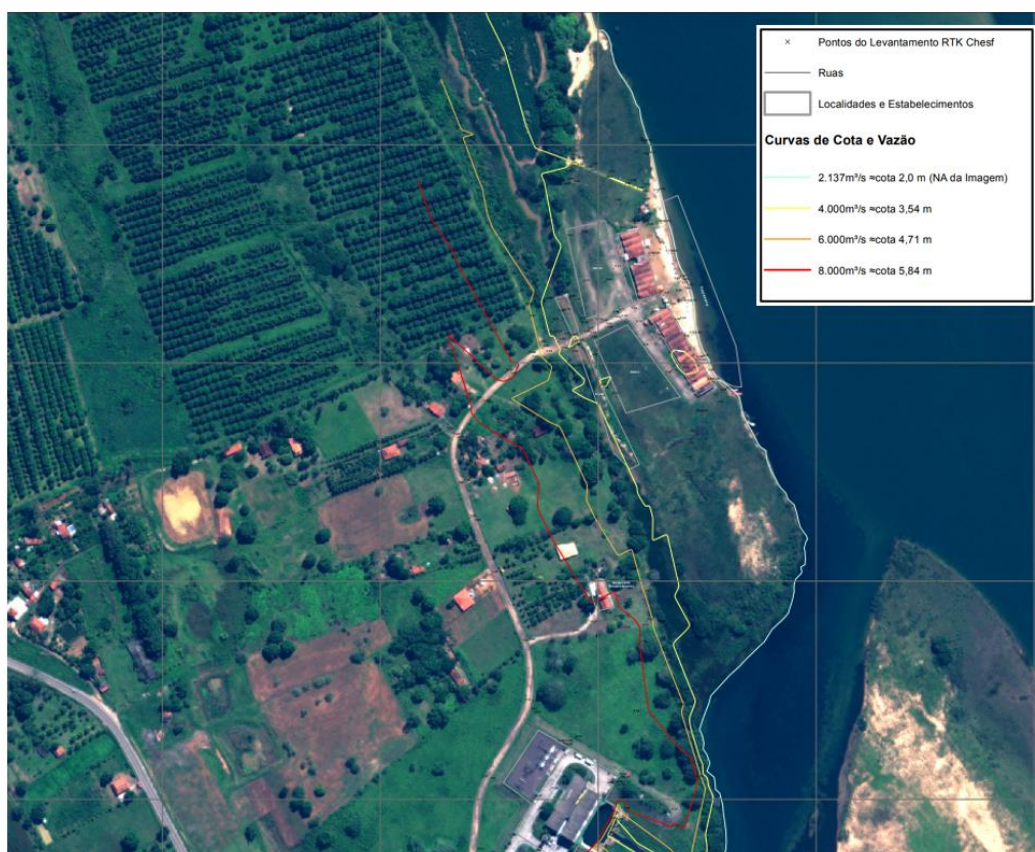 Pontos do Levantamento RTK Chesf
Ruas
Localidades e Estabelecimentos
Curvas de Cota e Vazão
2.137m³/s ≈cota 2,0 m (NA da Imagem)
4.000m³/s ≈cota 3,54 m
6.000m³/s ≈cota 4,71 m
8.000m³/s ≈cota 5,84 m